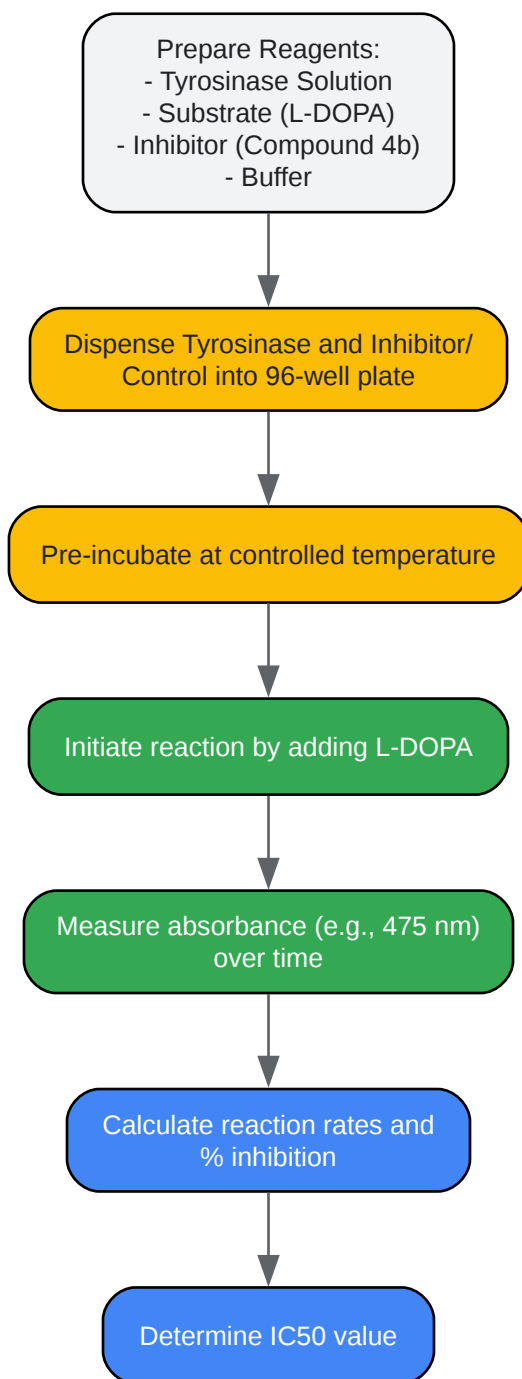 Prepare Reagents:
- Tyrosinase Solution
- Substrate (L-DOPA)
- Inhibitor (Compound 4b)
- Buffer
Dispense Tyrosinase and Inhibitor/
Control into 96-well plate
Pre-incubate at controlled temperature
Initiate reaction by adding L-DOPA
Measure absorbance (e.g., 475 nm)
over time
Calculate reaction rates and
% inhibition
Determine IC50 value